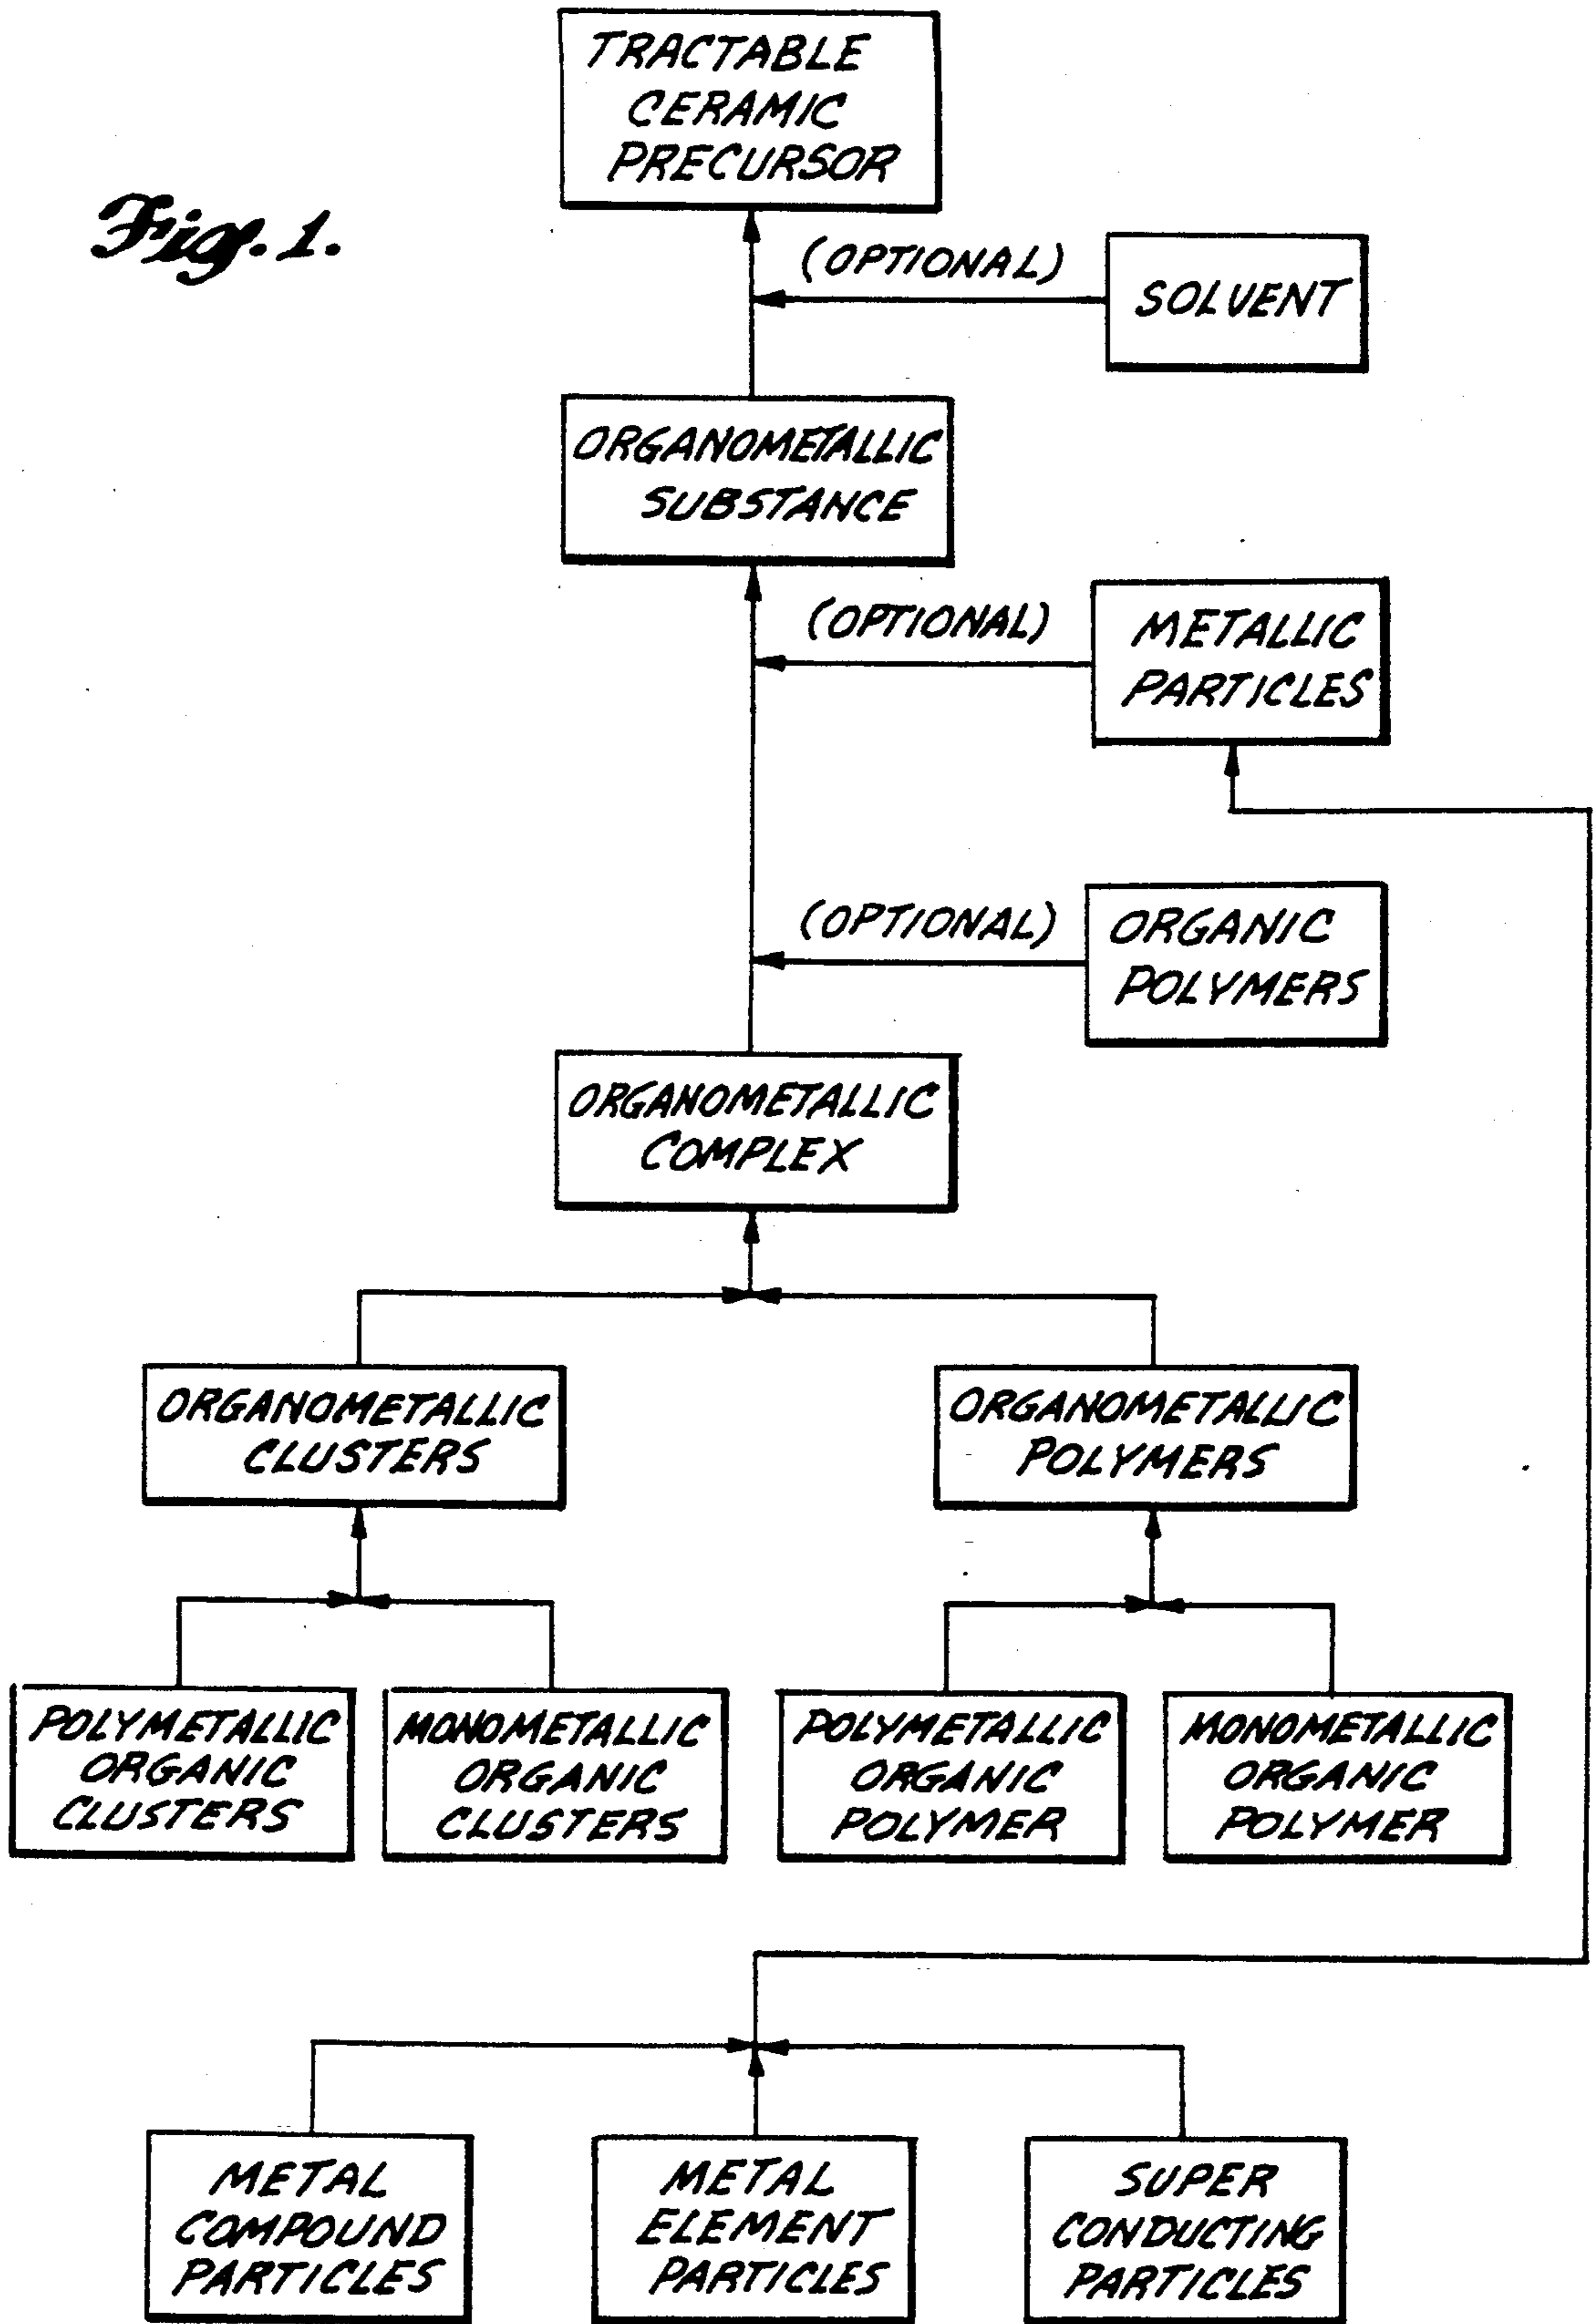 TRACTABLE
CERAMIC
PRECURSOR
Fig. 1.
(OPTIONAL)
SOLVENT
ORGANOMETALLIC
SUBSTANCE
(OPTIONAL)
METALLIC
PARTICLES
(OPTIONAL)
ORGANIC
POLYMERS
ORGANOMETALLIC
COMPLEX
ORGANOMETALLIC
CLUSTERS
ORGANOMETALLIC
POLYMERS
POLYMETALLIC
ORGANIC
CLUSTERS
MONOMETALLIC
ORGANIC
CLUSTERS
POLYMETALLIC
ORGANIC
POLYMER
MONOMETALLIC
ORGANIC
POLYMER
METAL
COMPOUND
PARTICLES
METAL
ELEMENT
PARTICLES
SUPER
CONDUCTING
PARTICLES